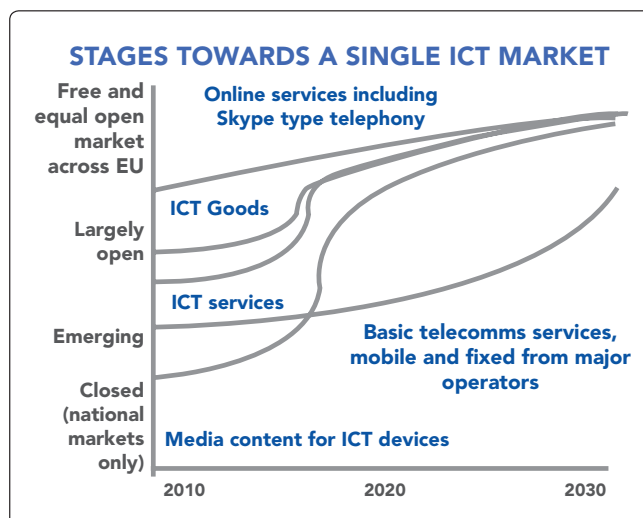 STAGES TOWARDS A SINGLE ICT MARKET
Free and
equal open
market
across EU
Online services including
Skype type telephony
ICT Goods
Largely
open
ICT services
Emerging
Basic telecomms services,
mobile and fixed from major
operators
Closed
(national
markets
only)
Media content for ICT devices
2010
2020
2030